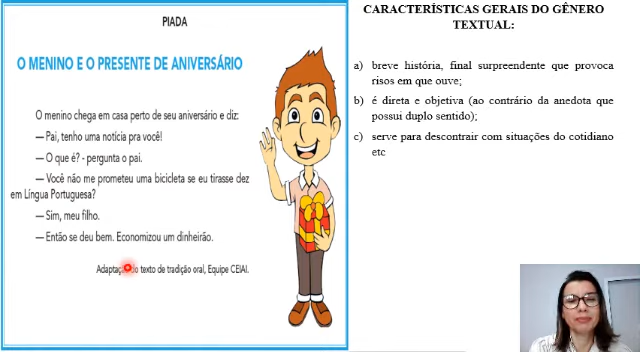 PIADA
O MENINO E O PRESENTE DE ANIVERSÁRIO
O menino chega em casa perto de seu aniversário e diz:
— Pai, tenho uma notícia pra você!
— O que é? - pergunta o pai.
— Você não me prometeu uma bicicleta se eu tirasse dez
em Língua Portuguesa?
— Sim, meu filho.
— Então se deu bem. Economizou um dinheirão.
texto de tradição oral, Equipe CEIAI.
CARACTERÍSTICAS GERAIS DO GÊNERO
TEXTUAL:
a) breve história, final surpreendente que provoca
risos em que ouve;
b) é direta e objetiva (ao contrário da anedota que
possui duplo sentido);
c) serve para descontrair com situações do cotidiano
etc